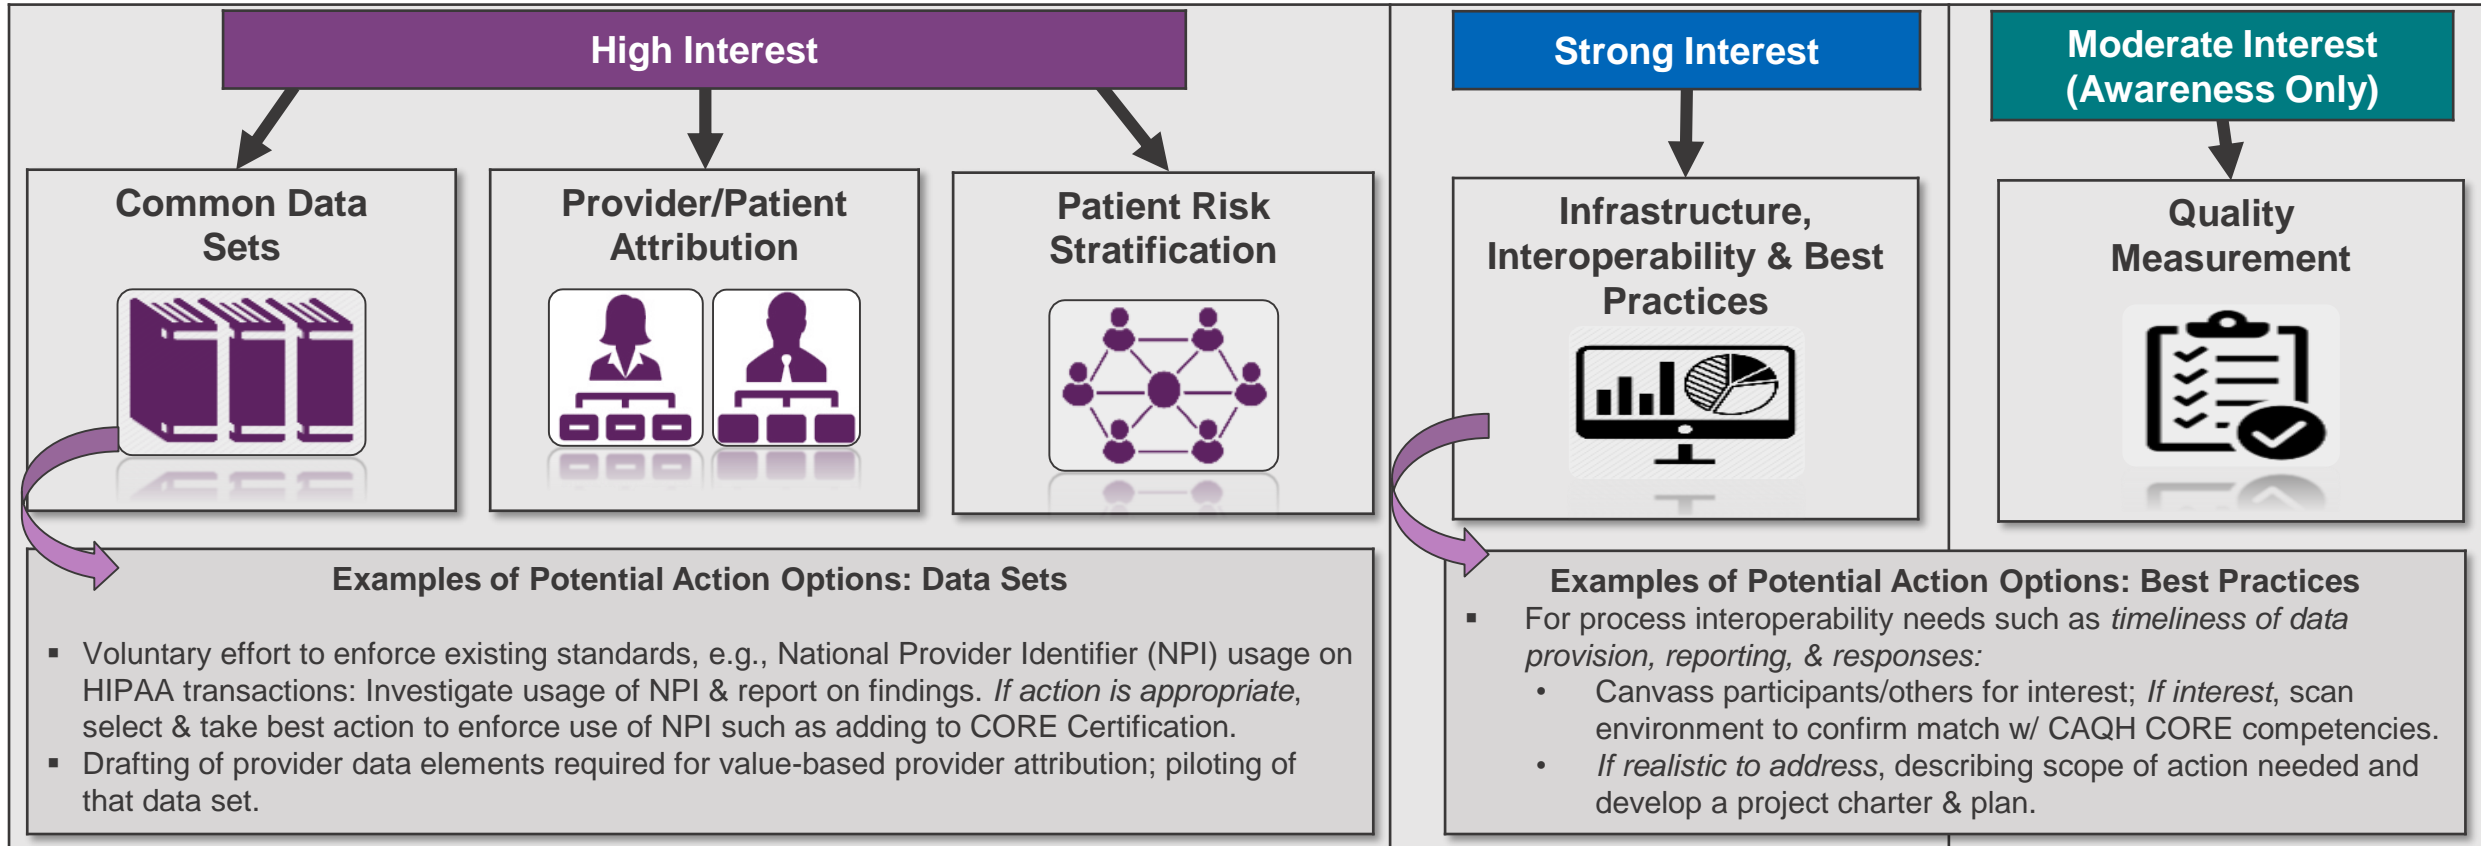 High Interest
Strong Interest
Moderate Interest
(Awareness Only)
Common Data
Sets
Provider/Patient
Attribution
Patient Risk
Stratification
Infrastructure,
Interoperability & Best
Practices
Quality
Measurement
Examples of Potential Action Options: Data Sets
▪ Voluntary effort to enforce existing standards, e.g., National Provider Identifier (NPI) usage on
HIPAA transactions: Investigate usage of NPI & report on findings. If action is appropriate,
select & take best action to enforce use of NPI such as adding to CORE Certification.
▪ Drafting of provider data elements required for value-based provider attribution; piloting of
that data set.
Examples of Potential Action Options: Best Practices
▪ For process interoperability needs such as timeliness of data
provision, reporting, & responses:
• Canvass participants/others for interest; If interest, scan
environment to confirm match w/ CAQH CORE competencies.
• If realistic to address, describing scope of action needed and
develop a project charter & plan.